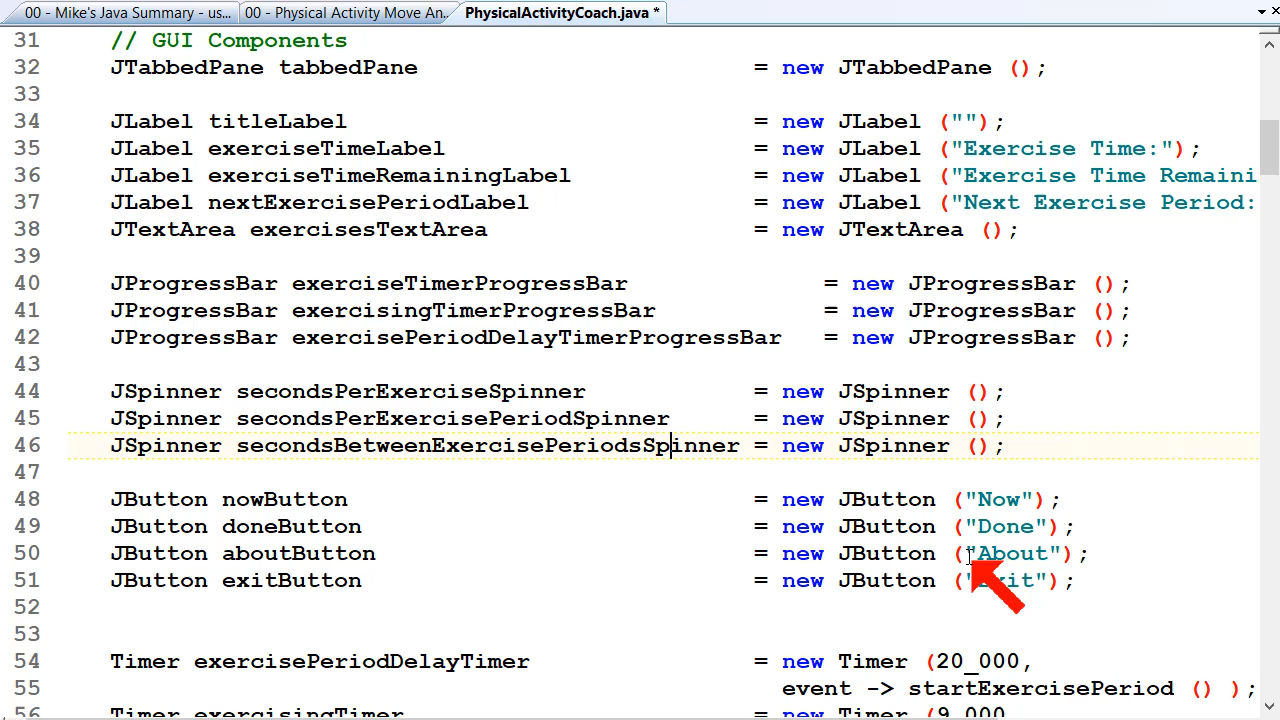 00 - Mike's Java Summary - us... 00 - Physical Activity Move An... PhysicalActivityCoach.java *
31 // GUI Components
32 JTabbedPane tabbedPane = new JTabbedPane ();
33
34 JLabel titleLabel = new JLabel ("");
35 JLabel exerciseTimeLabel = new JLabel ("Exercise Time:");
36 JLabel exerciseTimeRemainingLabel = new JLabel ("Exercise Time Remaini
37 JLabel nextExercisePeriodLabel = new JLabel ("Next Exercise Period:
38 JTextArea exercisesTextArea = new JTextArea ();
39
40 JProgressBar exerciseTimerProgressBar = new JProgressBar ();
41 JProgressBar exercisingTimerProgressBar = new JProgressBar ();
42 JProgressBar exercisePeriodDelayTimerProgressBar = new JProgressBar ();
43
44 JSpinner secondsPerExerciseSpinner = new JSpinner ();
45 JSpinner secondsPerExercisePeriodSpinner = new JSpinner ();
46 JSpinner secondsBetweenExercisePeriodsSpinner = new JSpinner ();
47
48 JButton nowButton = new JButton ("Now");
49 JButton doneButton = new JButton ("Done");
50 JButton aboutButton = new JButton ("About");
51 JButton exitButton = new JButton ("Exit");
52
53
54 Timer exercisePeriodDelayTimer = new Timer (20_000,
55 event -> startExercisePeriod () );
56 Timer exercisingTimer = new Timer (9_000,